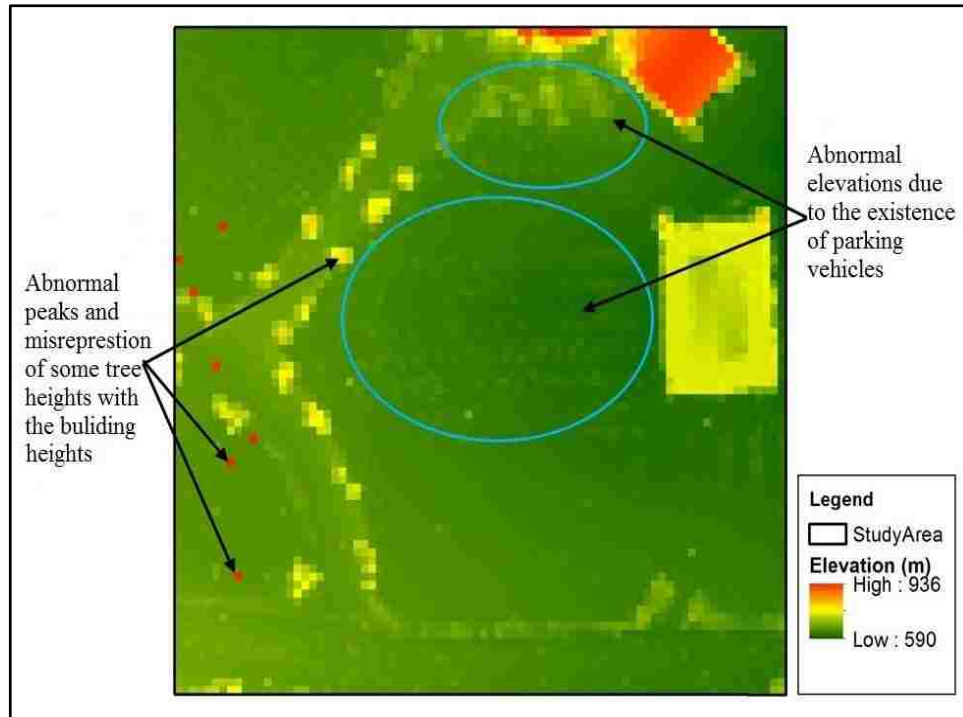 Abnormal
elevations due
to the existence
of parking
vehicles
Abnormal
peaks and
misreprestion
of some tree
heights with
the buliding
heights
Legend
StudyArea
Elevation (m)
High : 936
Low : 590